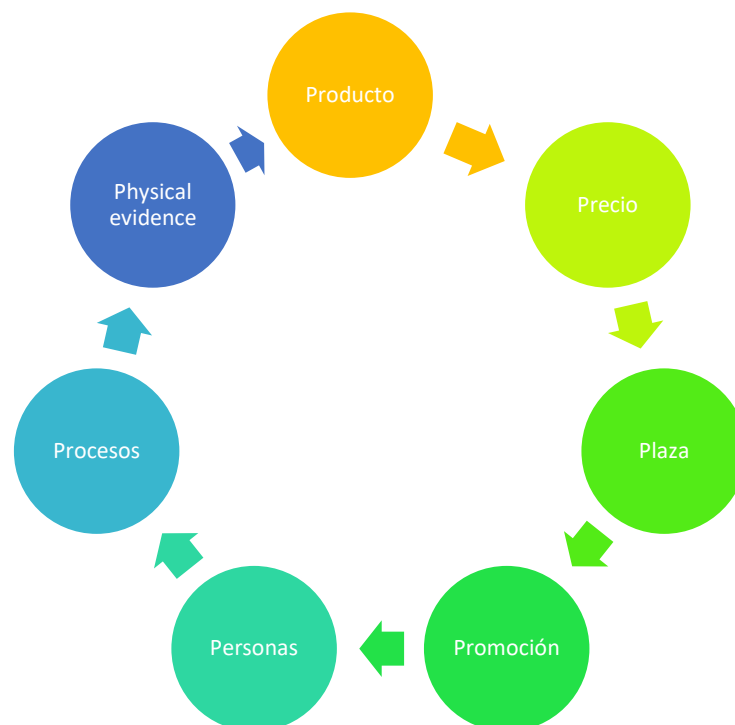 Producto
Precio
Plaza
Promoción
Personas
Procesos
Physical
evidence